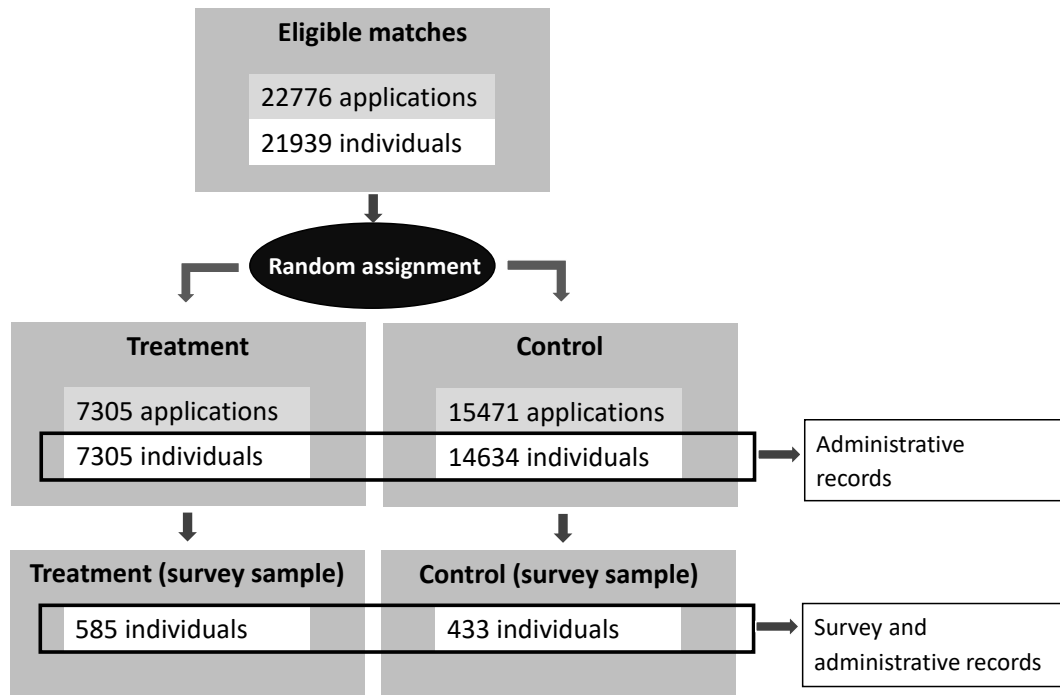 Eligible matches
22776 applications
21939 individuals
Random assignment
Treatment
7305 applications
7305 individuals
Control
15471 applications
14634 individuals
Administrative
records
Treatment (survey sample)
585 individuals
Control (survey sample)
433 individuals
Survey and
administrative records